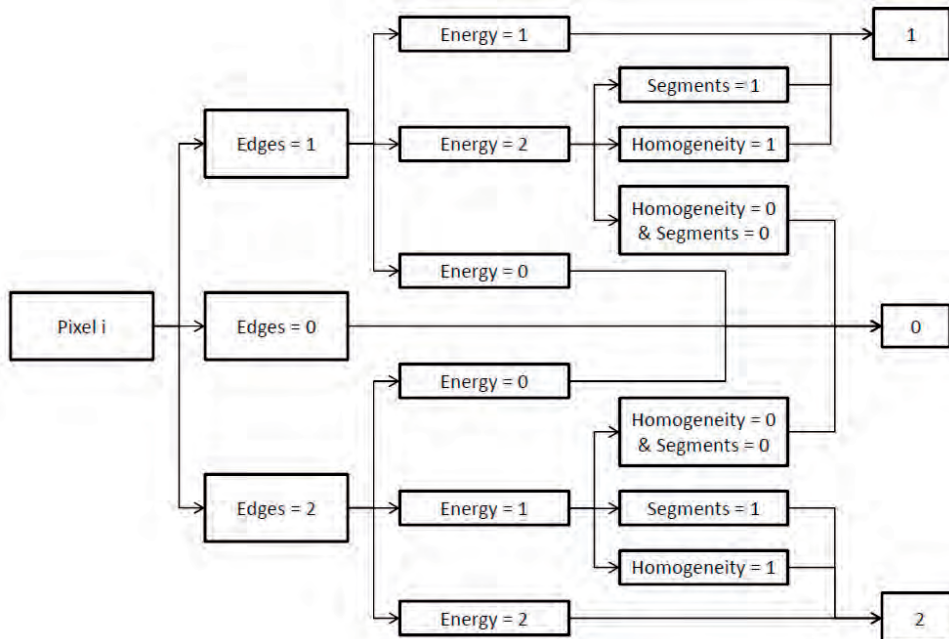 Energy = 1
1
Segments = 1
Edges = 1
Energy = 2
Homogeneity = 1
Homogeneity = 0
& Segments = 0
Energy = 0
Pixel i
Edges = 0
0
Energy = 0
Homogeneity = 0
& Segments = 0
Edges = 2
Energy = 1
Segments = 1
Homogeneity = 1
Energy = 2
2